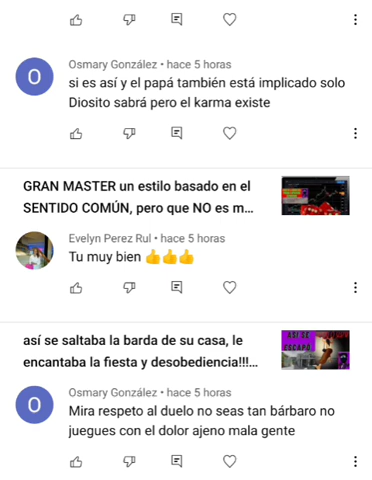 Osmary González • hace 5 horas
O
si es así y el papá también está implicado solo
Diosito sabrá pero el karma existe
GRAN MASTER un estilo basado en el
SENTIDO COMÚN, pero que NO es m...
Evelyn Perez Rul • hace 5 horas
Tu muy bien 👍👍👍
así se saltaba la barda de su casa, le
encantaba la fiesta y desobediencia!!!...
ASI SE
ESCAPÓ
Osmary González • hace 5 horas
O
Mira respeto al duelo no seas tan bárbaro no
juegues con el dolor ajeno mala gente